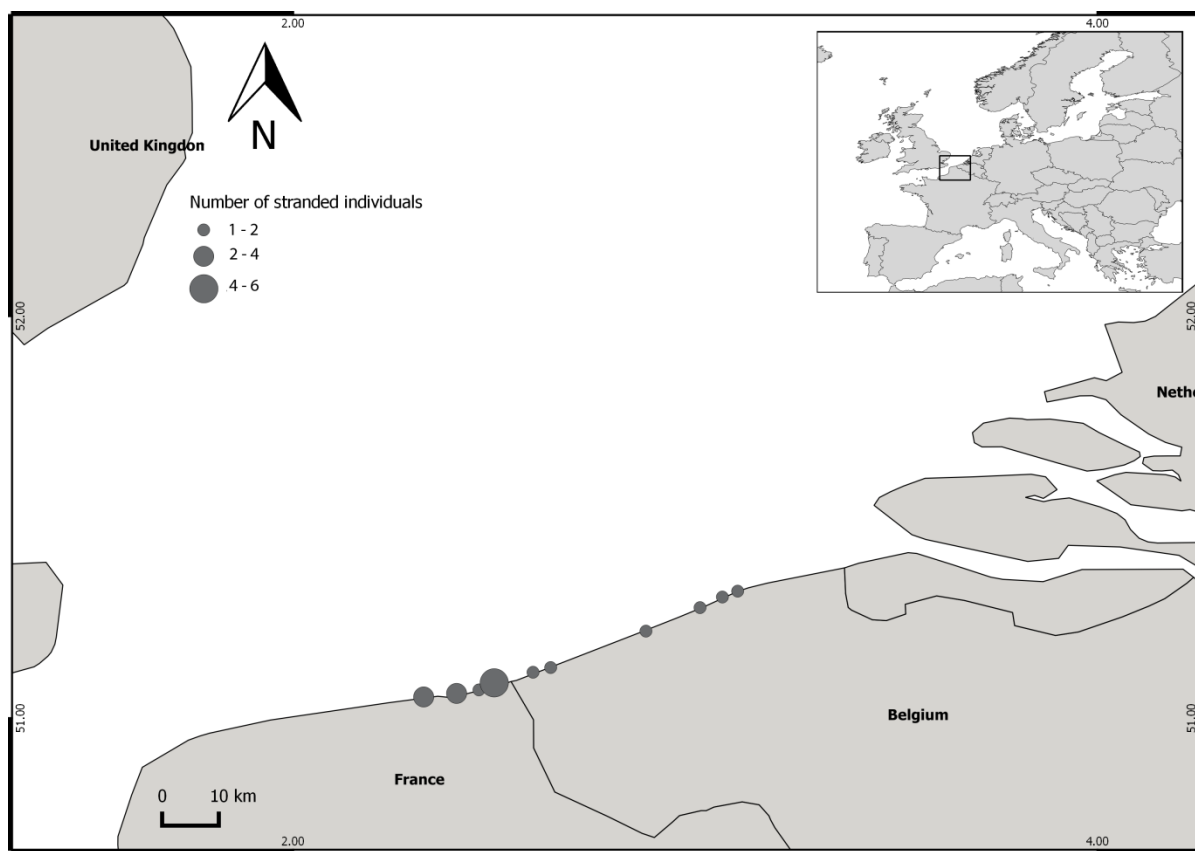 2.00
4.00
United Kingdon
N
Number of stranded individuals
1 - 2
2 - 4
4 - 6
52.00
52.00
Netho
51.00
51.00
Belgium
France
0 10 km
2.00
4.00